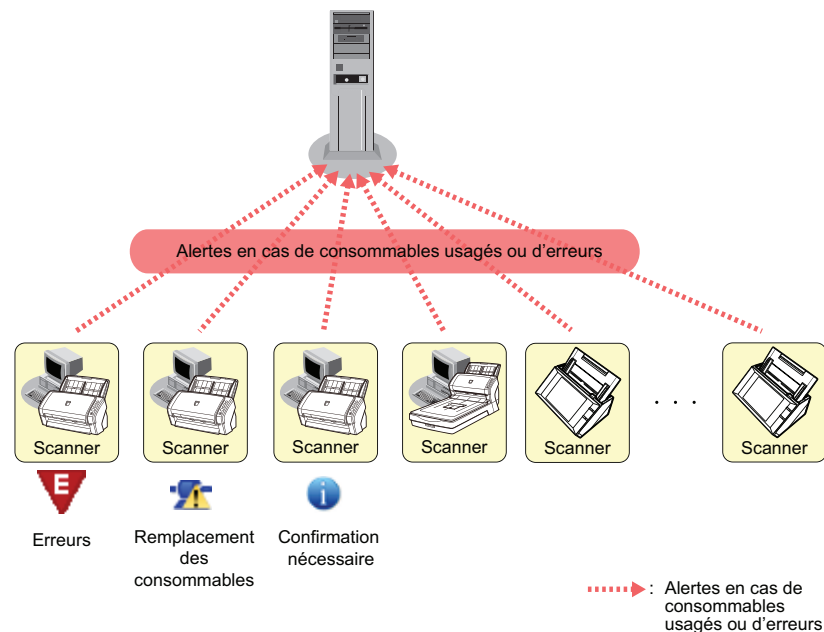 Alertes en cas de consommables usagés ou d'erreurs
Scanner
Scanner
Scanner
Scanner
Scanner
. . .
Scanner
E
i
Erreurs
Remplacement
des
consommables
Confirmation
nécessaire
: Alertes en cas de
consommables
usagés ou d'erreurs